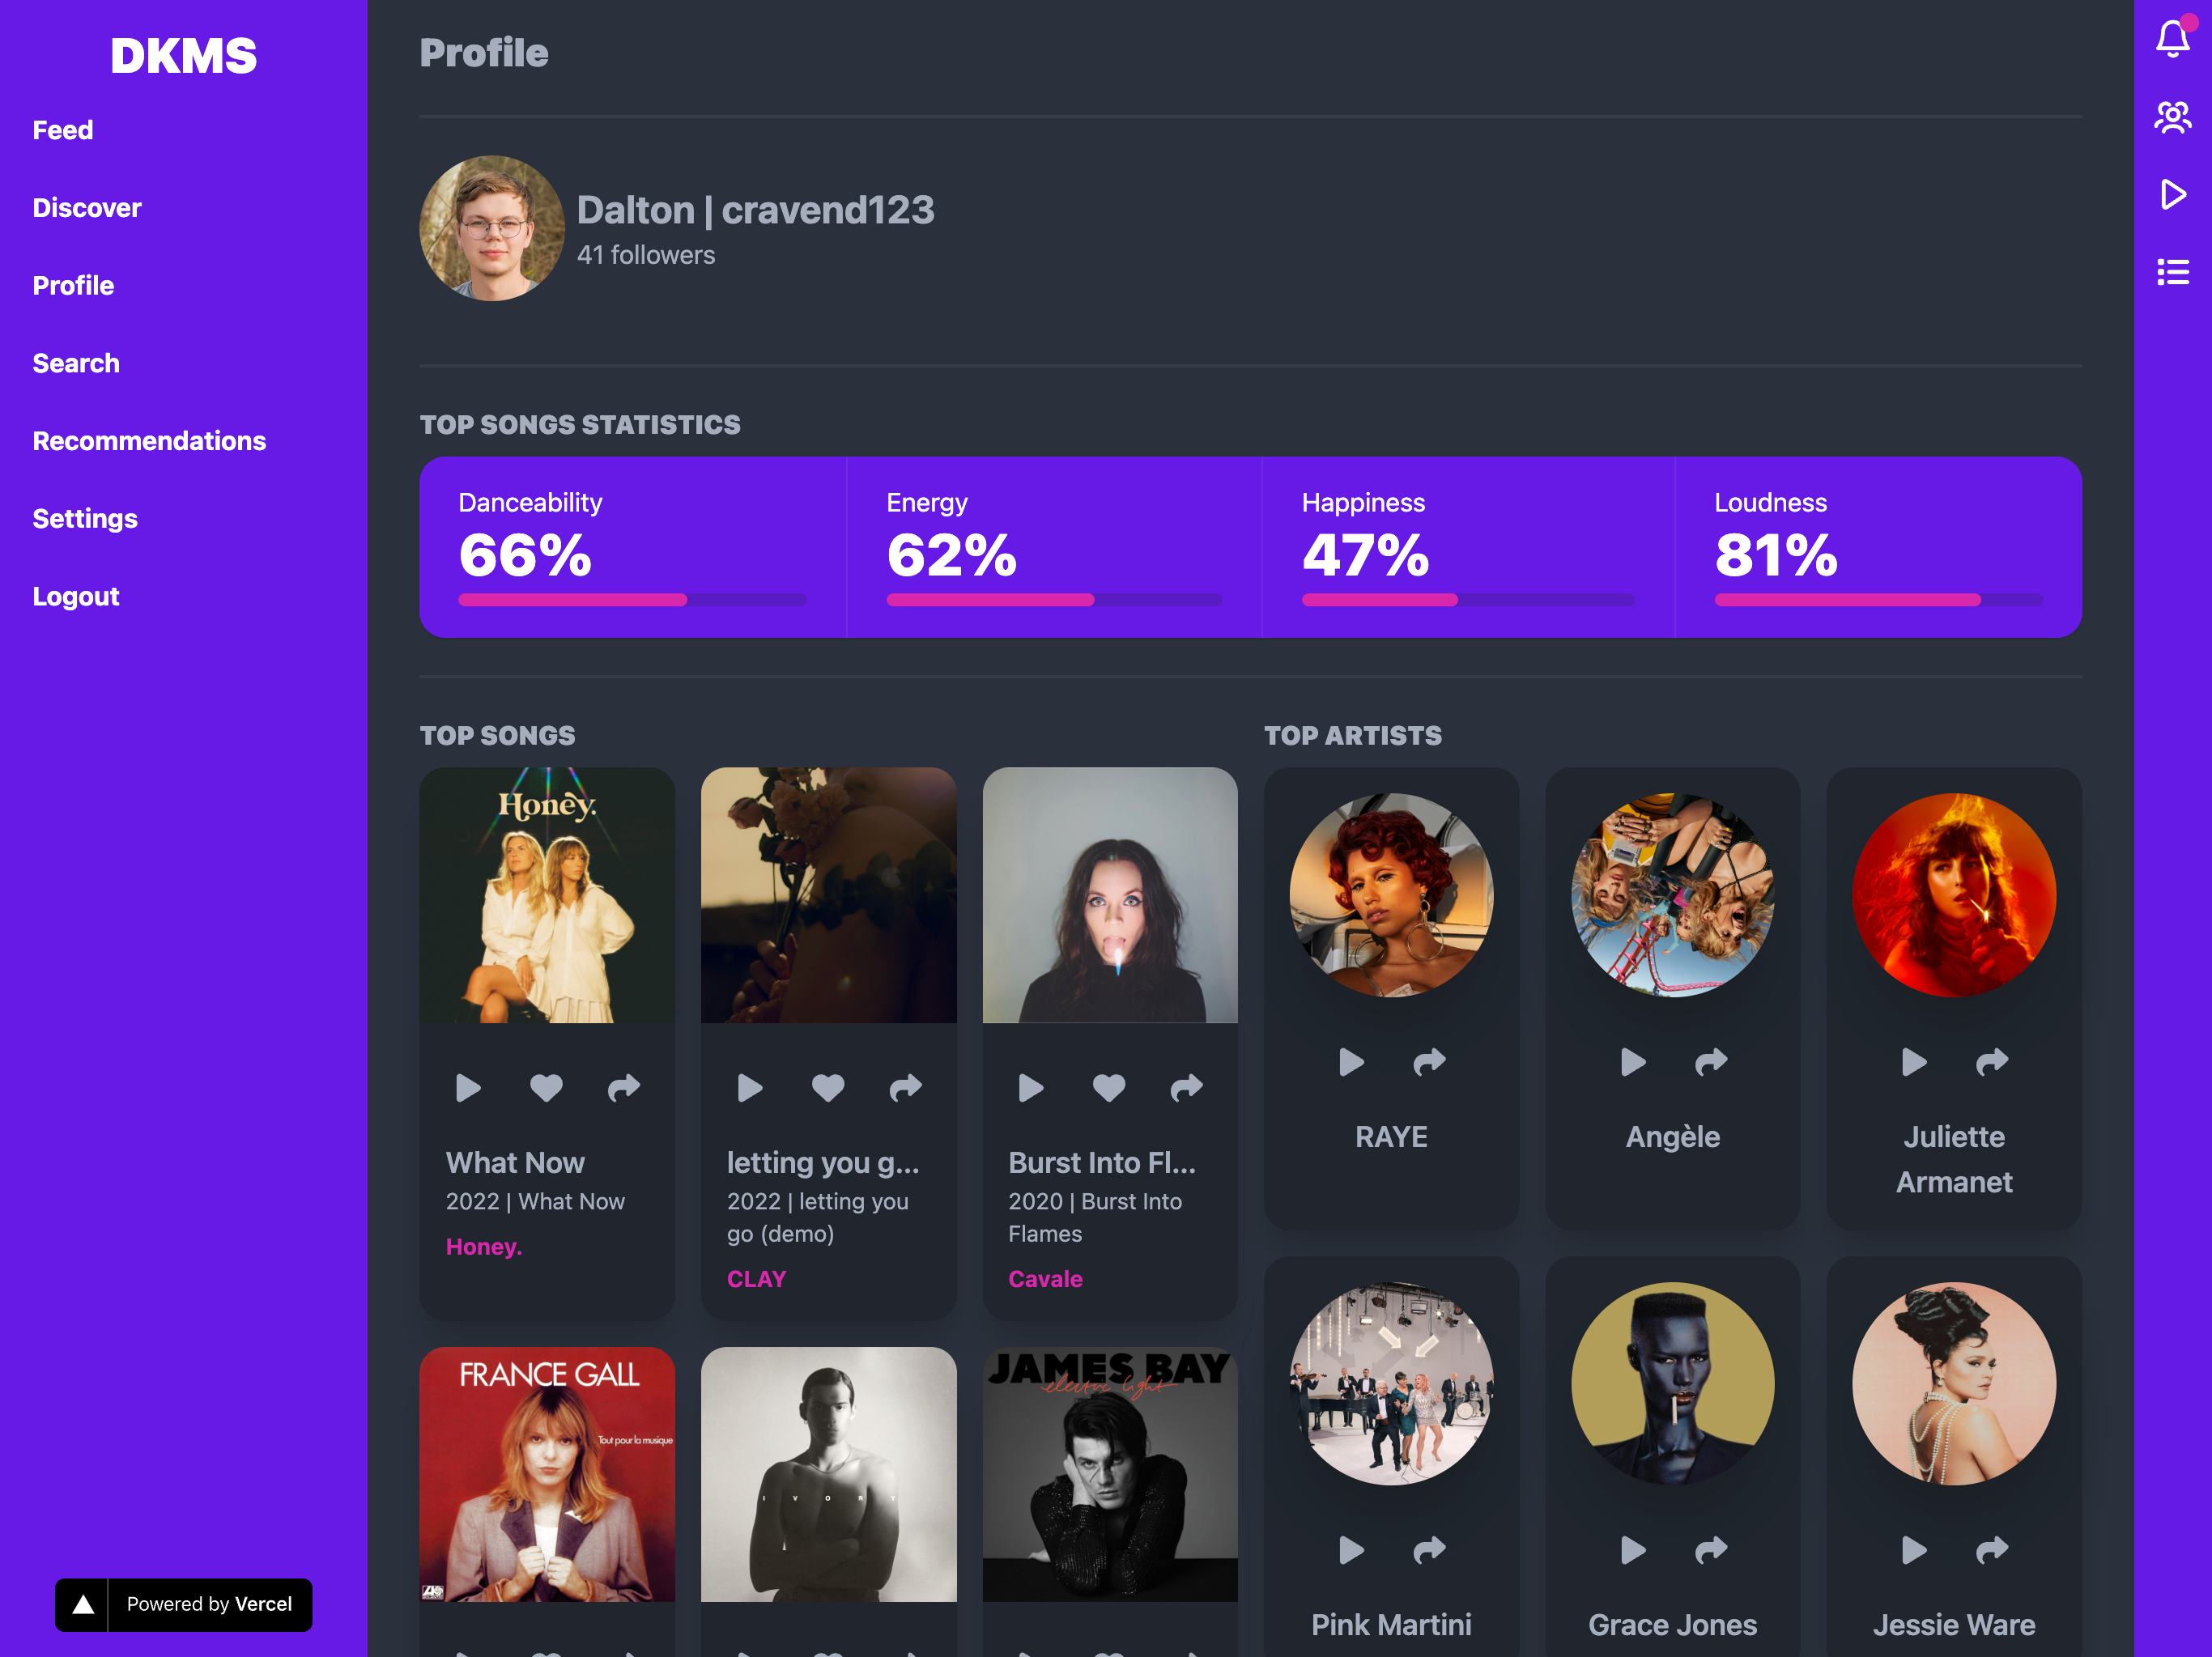 DKMS
Feed
Discover
Profile
Search
Recommendations
Settings
Logout
Powered by Vercel
Profile
Dalton | cravend123
41 followers
TOP SONGS STATISTICS
Danceability
66%
Energy
62%
Happiness
47%
Loudness
81%
TOP SONGS
Honey.
What Now
2022 | What Now
Honey.
letting you g...
2022 | letting you
go (demo)
CLAY
Burst Into Fl...
2020 | Burst Into
Flames
Cavale
FRANCE GALL
Tout pour la musique
IVORY
JAMES BAY
electric light
TOP ARTISTS
RAYE
Angèle
Juliette
Armanet
Pink Martini
Grace Jones
Jessie Ware